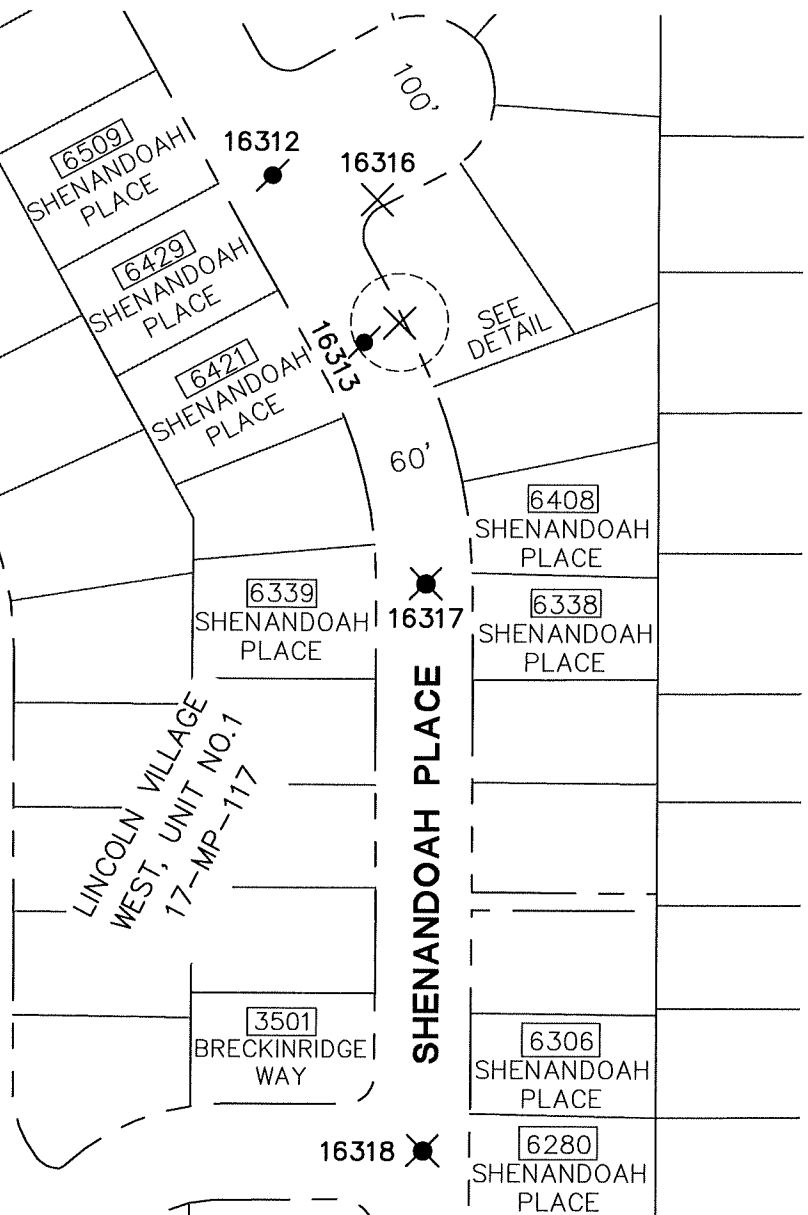 100'
16312
16316
6509
SHENANDOAH
PLACE
6429
SHENANDOAH
PLACE
6421
SHENANDOAH
PLACE
16313
SEE
DETAIL
60'
6408
SHENANDOAH
PLACE
6339
SHENANDOAH
PLACE
16317
6338
SHENANDOAH
PLACE
LINCOLN VILLAGE
WEST, UNIT NO.1
17-MP-117
SHENANDOAH PLACE
3501
BRECKINRIDGE
WAY
6306
SHENANDOAH
PLACE
16318
6280
SHENANDOAH
PLACE